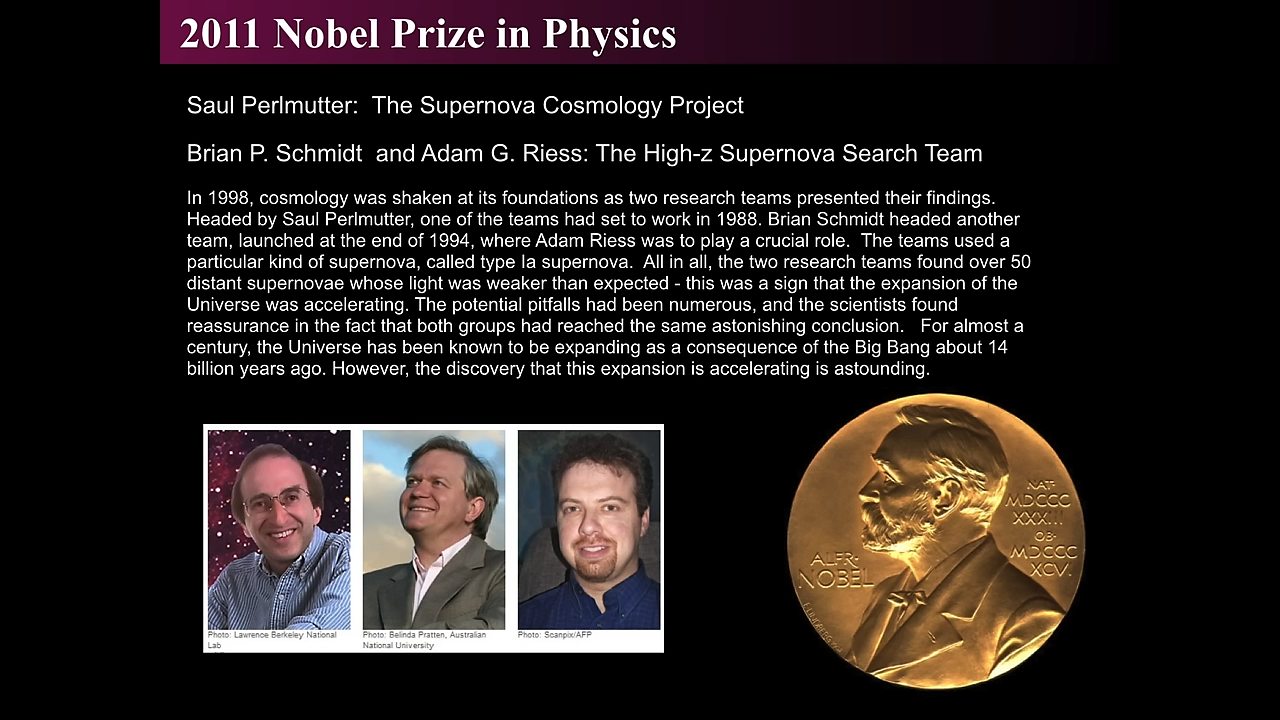 2011 Nobel Prize in Physics
Saul Perlmutter:  The Supernova Cosmology Project
Brian P. Schmidt  and Adam G. Riess: The High-z Supernova Search Team
In 1998, cosmology was shaken at its foundations as two research teams presented their findings.
Headed by Saul Perlmutter, one of the teams had set to work in 1988. Brian Schmidt headed another
team, launched at the end of 1994, where Adam Riess was to play a crucial role.  The teams used a
particular kind of supernova, called type Ia supernova.  All in all, the two research teams found over 50
distant supernovae whose light was weaker than expected - this was a sign that the expansion of the
Universe was accelerating. The potential pitfalls had been numerous, and the scientists found
reassurance in the fact that both groups had reached the same astonishing conclusion.   For almost a
century, the Universe has been known to be expanding as a consequence of the Big Bang about 14
billion years ago. However, the discovery that this expansion is accelerating is astounding.
Photo: Lawrence Berkeley National
Lab
Photo: Belinda Pratten, Australian
National University
Photo: Scanpix/AFP
ALFR·
NOBEL
NAT·
MDCCC
XXXIII
OB·
MDCCC
XCVI